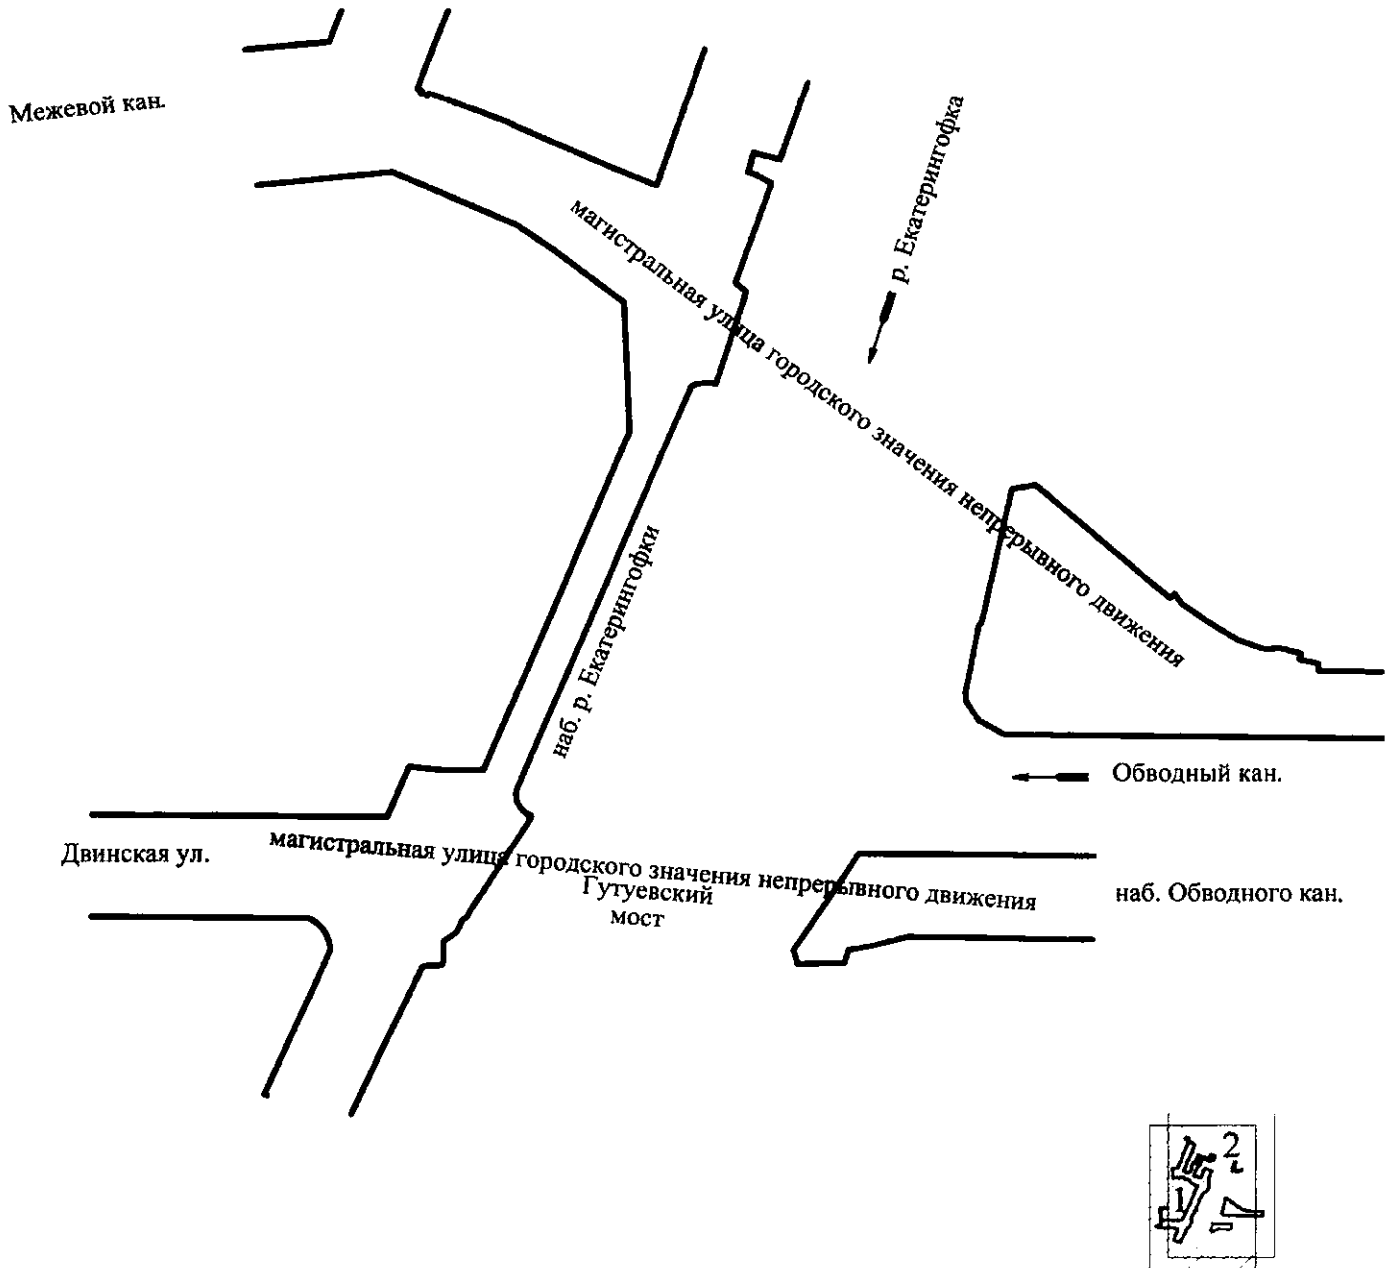 Межевой кан.
р. Екатерингофка
магистральная улица городского значения непрерывного движения
наб. р. Екатерингофки
Обводный кан.
Двинская ул.
магистральная улица городского значения непрерывного движения
Гутуевский
мост
наб. Обводного кан.
2
1